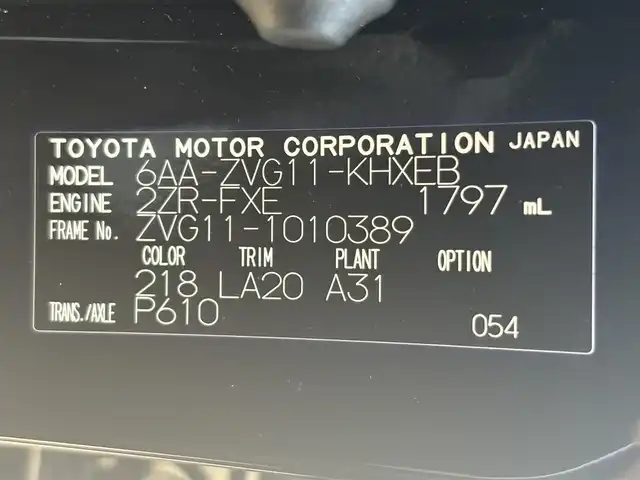 TOYOTA MOTOR CORPORATION JAPAN
MODEL 6AA-ZVG11-KHXEB
ENGINE 2ZR-FXE 1797 mL
FRAME No. ZVG11-1010389
COLOR TRIM PLANT OPTION
218 LA20 A31
TRANS./AXLE P610
054